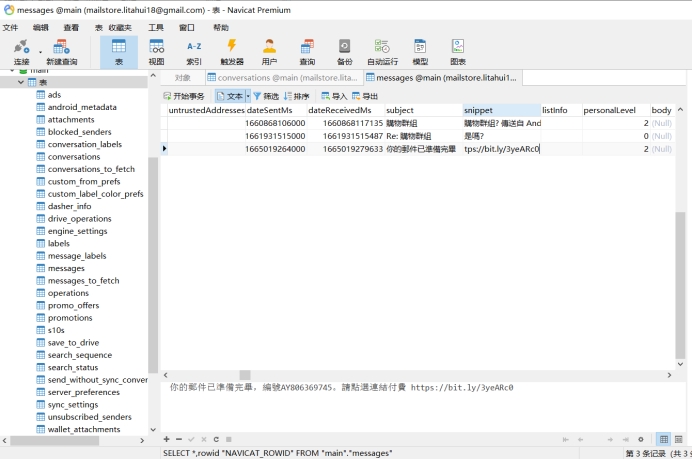 messages @main (mailstore.litahui18@gmail.com) - 表 - Navicat Premium
文件 编辑 查看 表 收藏夹 工具 窗口 帮助
连接 新建查询 表 视图 索引 触发器 用户 查询 备份 自动运行 模型 图表
A-Z
main
表
ads
android_metadata
attachments
blocked_senders
conversation_labels
conversations
conversations_to_fetch
custom_from_prefs
custom_label_color_prefs
dasher_info
drive_operations
engine_settings
labels
message_labels
messages
messages_to_fetch
operations
promo_offers
promotions
s10s
save_to_drive
search_sequence
search_status
send_without_sync_conver
server_preferences
sync_settings
unsubscribed_senders
wallet_attachments
对象 conversations @main (mailstore.lita... messages @main (mailstore.litahui1...
开始事务 文本 筛选 排序 导入 导出
untrustedAddresses dateSentMs dateReceivedMs subject snippet listInfo personalLevel body
1660868106000 1660868117135 購物群組 購物群組? 傳送自 And 2 (Null)
1661931515000 1661931515487 Re: 購物群組 是嗎? 0 (Null)
1665019264000 1665019279633 你的郵件已準備完畢 tps://bit.ly/3yeARc0 2 (Null)
你的郵件已準備完畢, 編號AY806369745。請點選連結付費 https://bit.ly/3yeARc0
SELECT *,rowid "NAVICAT_ROWID" FROM "main"."messages"
第 3 条记录 (共 3